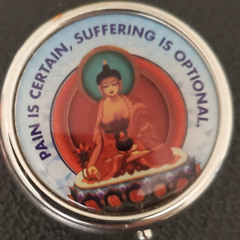 PAIN IS CERTAIN, SUFFERING IS OPTIONAL.